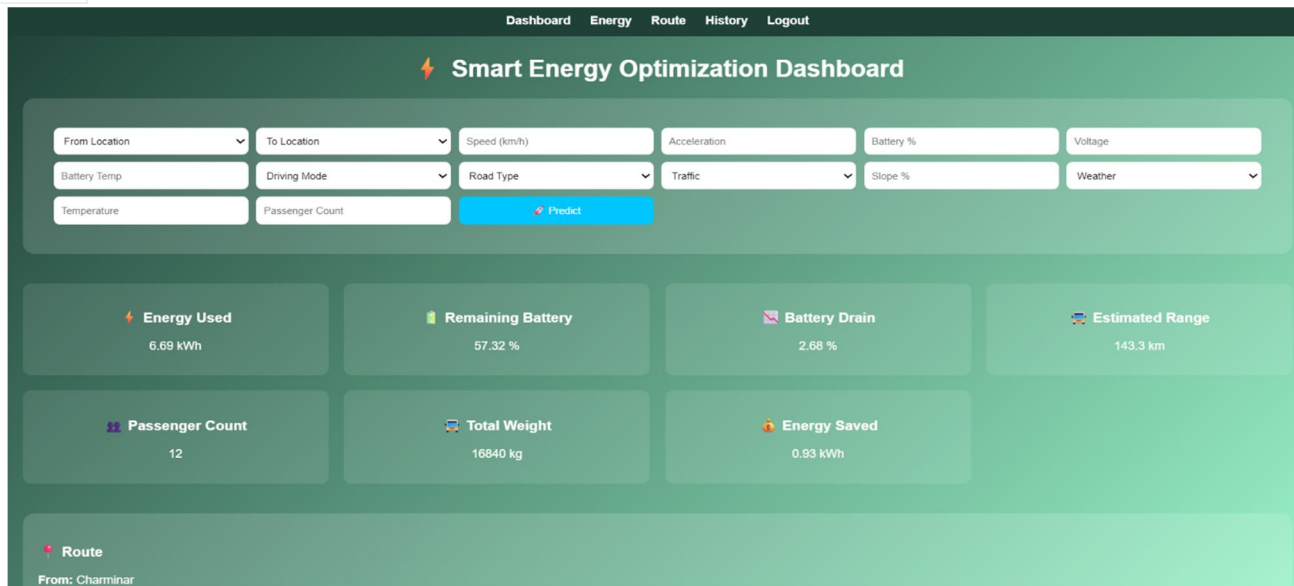 Dashboard Energy Route History Logout
Smart Energy Optimization Dashboard
From Location To Location Speed (km/h) Acceleration Battery % Voltage
Battery Temp Driving Mode Road Type Traffic Slope % Weather
Temperature Passenger Count Predict
Energy Used Remaining Battery Battery Drain Estimated Range
6.69 kWh 57.32 % 2.68 % 143.3 km
Passenger Count Total Weight Energy Saved
12 16840 kg 0.93 kWh
Route
From: Charminar